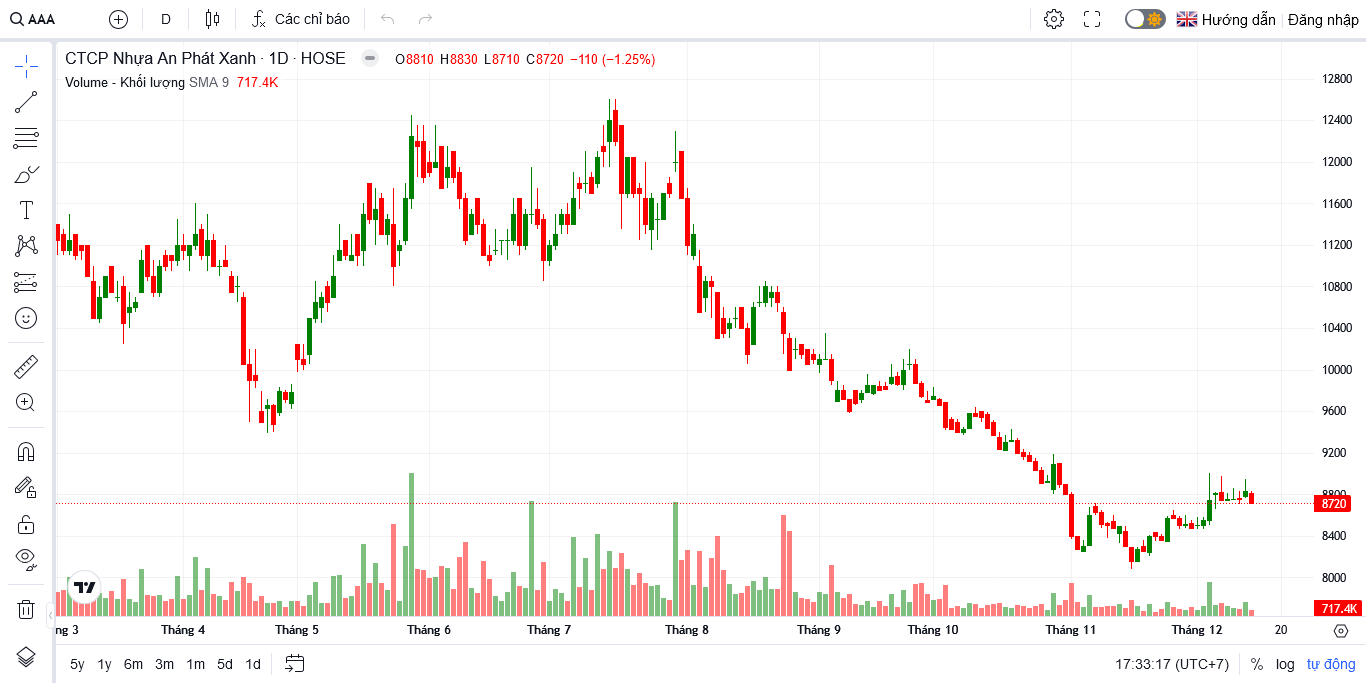 AAA D Các chỉ báo Hướng dẫn Đăng nhập
CTCP Nhựa An Phát Xanh · 1D · HOSE O8810 H8830 L8710 C8720 −110 (−1.25%)
Volume - Khối lượng SMA 9 717.4K
12800
12400
12000
11600
11200
10800
10400
10000
9600
9200
8800
8720
8400
8000
717.4K
ng 3 Tháng 4 Tháng 5 Tháng 6 Tháng 7 Tháng 8 Tháng 9 Tháng 10 Tháng 11 Tháng 12 20
5y 1y 6m 3m 1m 5d 1d 17:33:17 (UTC+7) % log tự động